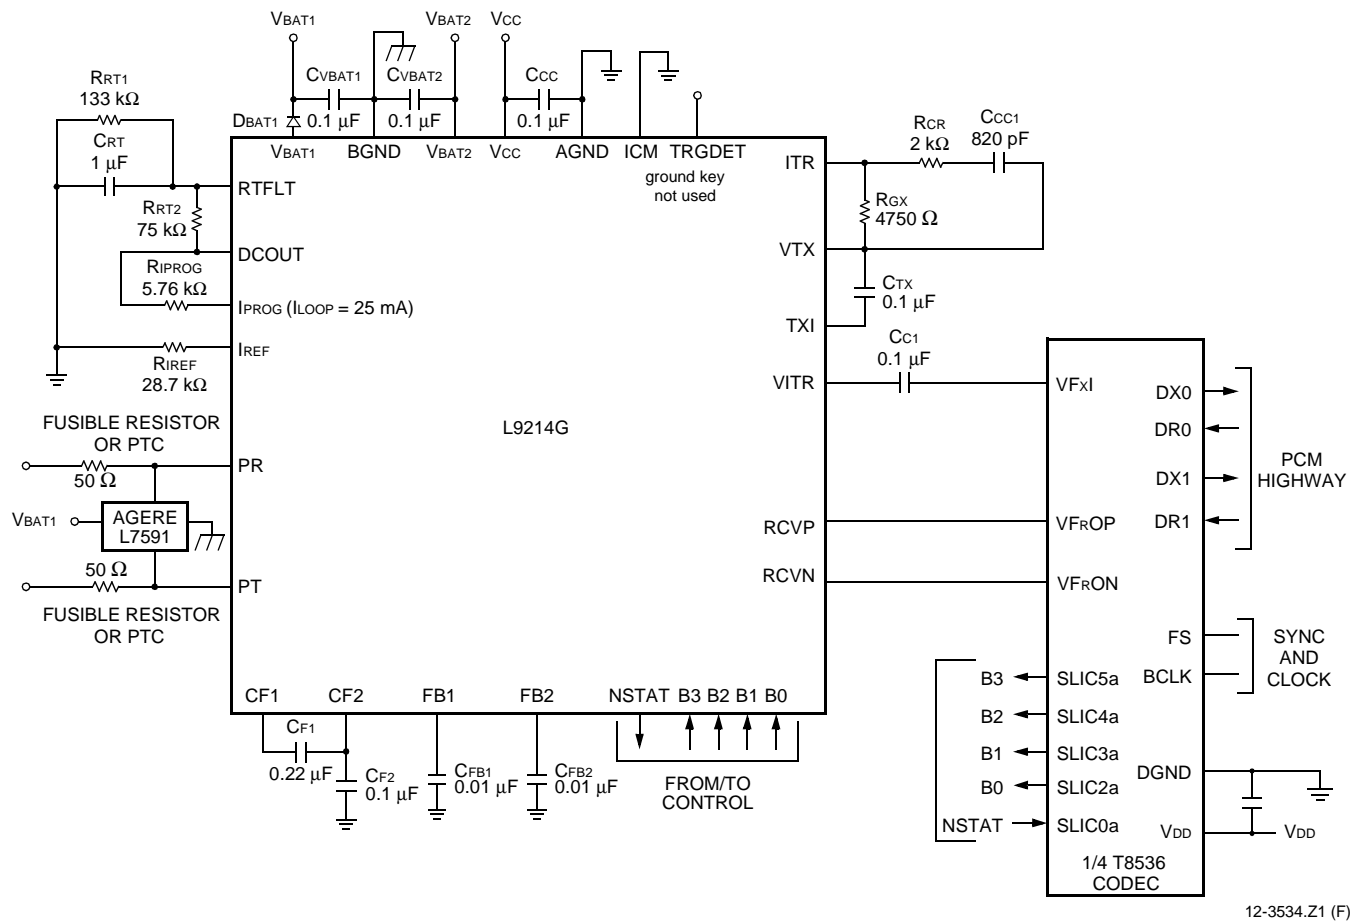 VBAT1
VBAT2
VCC
CVBAT1
0.1 µF
CVBAT2
0.1 µF
CCC
0.1 µF
DBAT1
RRT1
133 kΩ
CRT
1 µF
RRT2
75 kΩ
RIPROG
5.76 kΩ
RIREF
28.7 kΩ
VBAT1
BGND
VBAT2
VCC
AGND
ICM
TRGDET
ground key
not used
RTFLT
DCOUT
IPROG (ILOOP = 25 mA)
IREF
ITR
VTX
TXI
VITR
RCR
2 kΩ
CCC1
820 pF
RGX
4750 Ω
CTX
0.1 µF
CC1
0.1 µF
L9214G
FUSIBLE RESISTOR
OR PTC
50 Ω
PR
VBAT1
AGERE
L7591
50 Ω
PT
FUSIBLE RESISTOR
OR PTC
RCVP
RCVN
VFXI
VFROP
VFRON
DX0
DR0
DX1
DR1
PCM
HIGHWAY
FS
BCLK
SYNC
AND
CLOCK
CF1
CF2
FB1
FB2
NSTAT
B3
B2
B1
B0
CF1
0.22 µF
CF2
0.1 µF
CFB1
0.01 µF
CFB2
0.01 µF
FROM/TO
CONTROL
B3
SLIC5a
B2
SLIC4a
B1
SLIC3a
B0
SLIC2a
NSTAT
SLIC0a
DGND
VDD
VDD
1/4 T8536
CODEC
12-3534.Z1 (F)